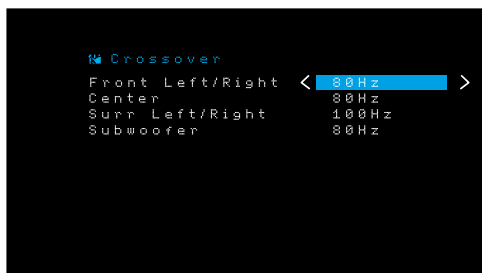 Crossover
Front Left/Right < 80Hz >
Center 80Hz
Surr Left/Right 100Hz
Subwoofer 80Hz